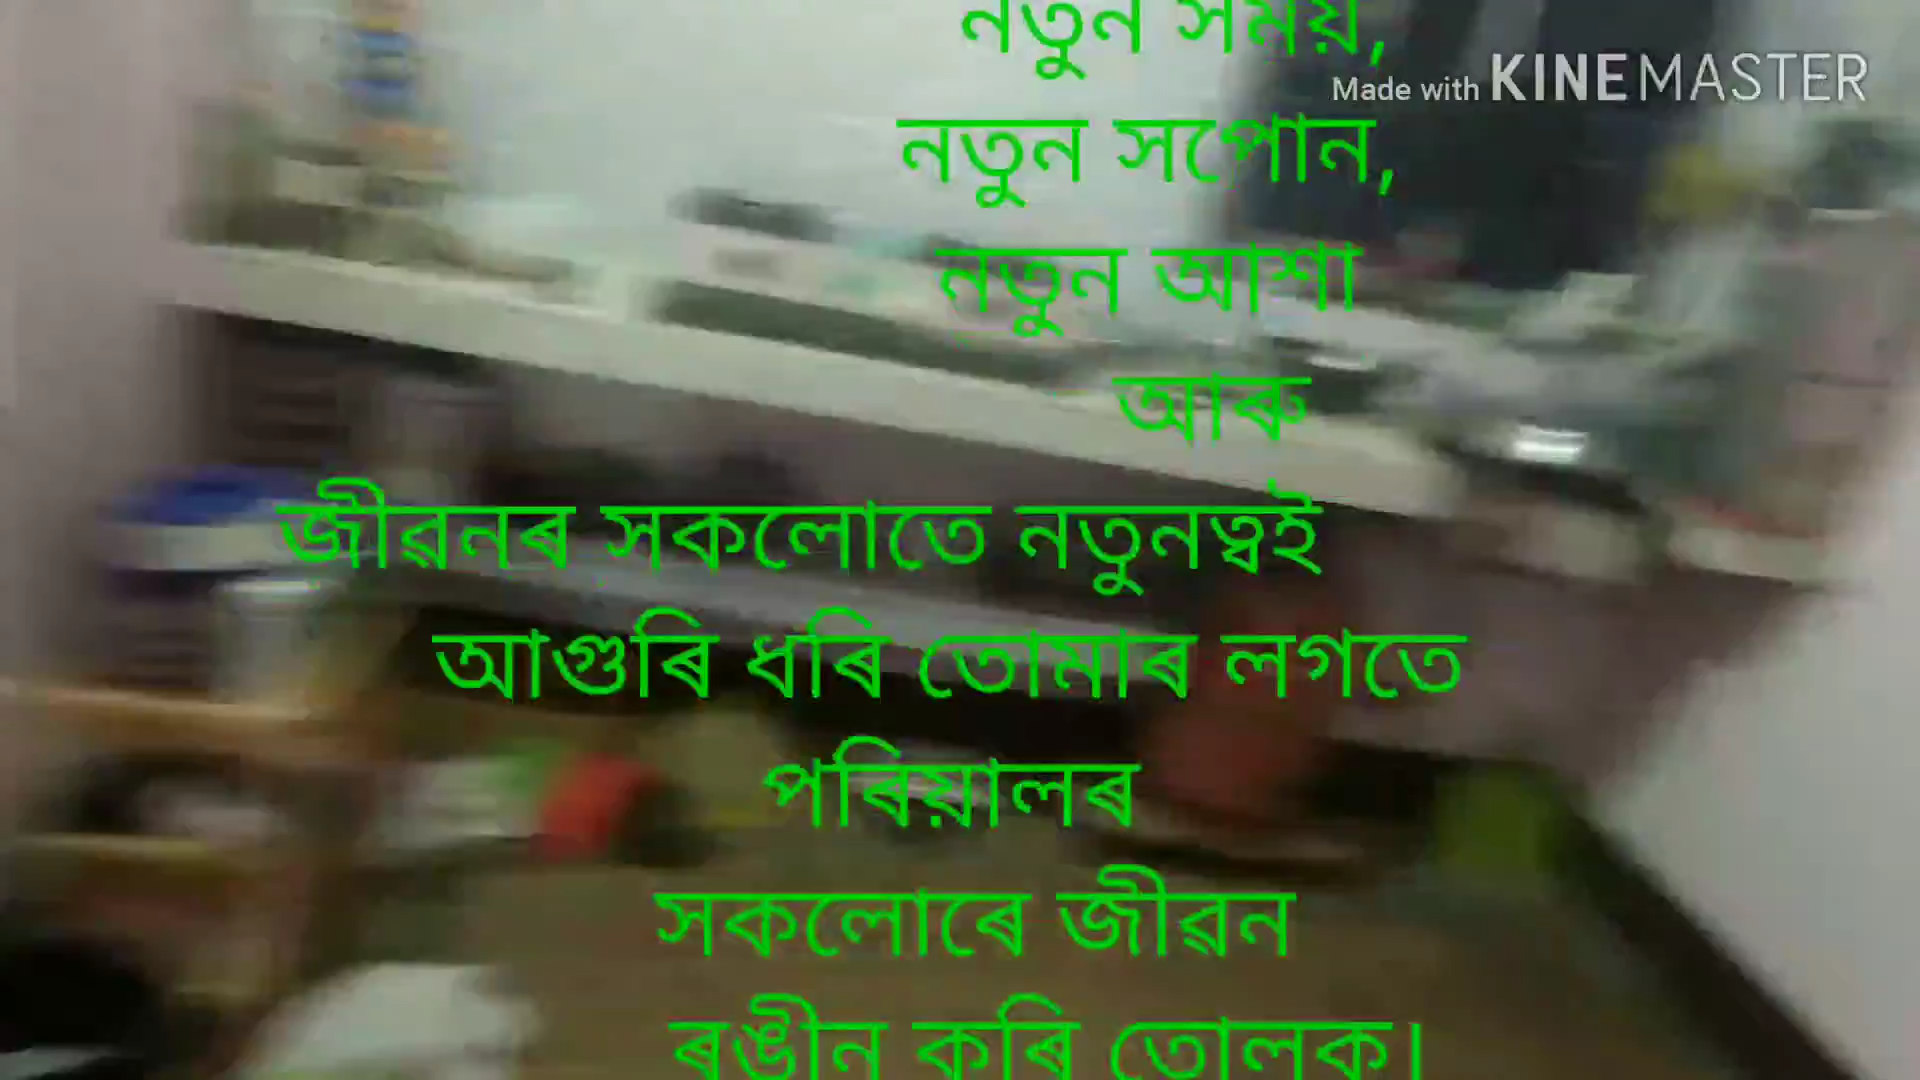 নতুন সময়,
Made with KINEMASTER
নতুন সপোন,
নতুন আশা
আৰু
জীৱনৰ সকলোতে নতুনত্বই
আগুৰি ধৰি তোমাৰ লগতে
পৰিয়ালৰ
সকলোৰে জীৱন
ৰঙীন কৰি তোলক।